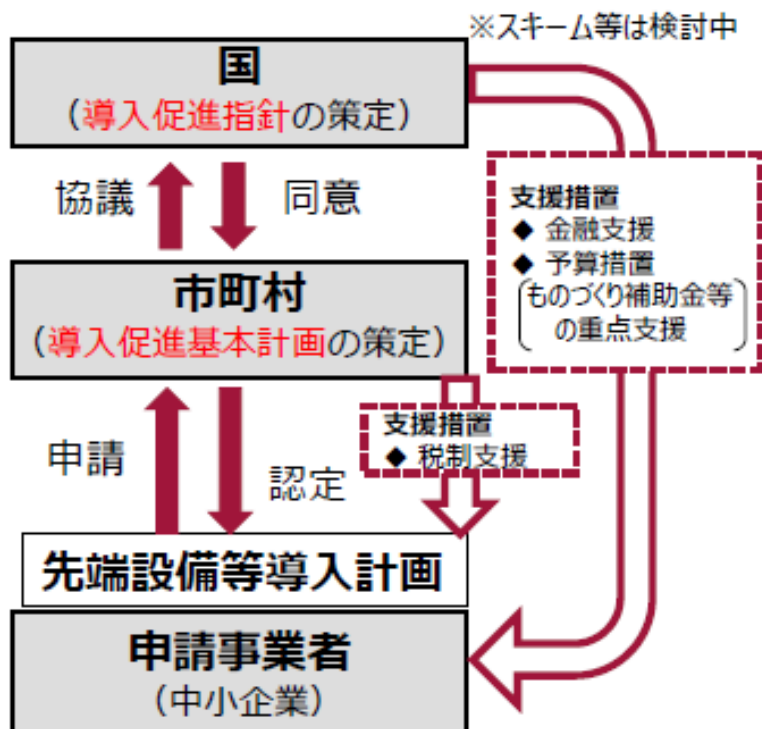 ※スキーム等は検討中
国
（導入促進指針の策定）
協議
同意
支援措置
◆ 金融支援
◆ 予算措置
ものづくり補助金等
の重点支援
市町村
（導入促進基本計画の策定）
支援措置
◆ 税制支援
申請
認定
先端設備等導入計画
申請事業者
（中小企業）